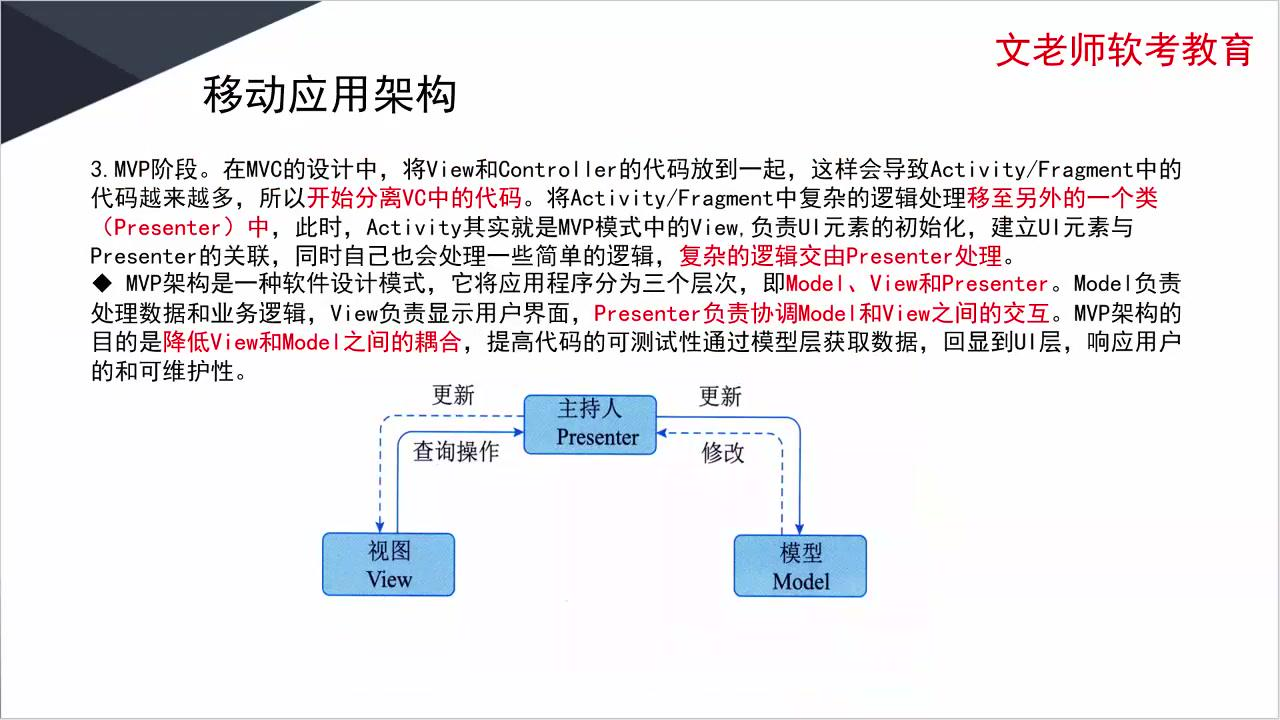 文老师软考教育
移动应用架构
3.MVP阶段。在MVC的设计中，将View和Controller的代码放到一起，这样会导致Activity/Fragment中的
代码越来越多，所以开始分离VC中的代码。将Activity/Fragment中复杂的逻辑处理移至另外的一个类
（Presenter）中，此时，Activity其实就是MVP模式中的View,负责UI元素的初始化，建立UI元素与
Presenter的关联，同时自己也会处理一些简单的逻辑，复杂的逻辑交由Presenter处理。
◆ MVP架构是一种软件设计模式，它将应用程序分为三个层次，即Model、View和Presenter。Model负责
处理数据和业务逻辑，View负责显示用户界面，Presenter负责协调Model和View之间的交互。MVP架构的
目的是降低View和Model之间的耦合，提高代码的可测试性通过模型层获取数据，回显到UI层，响应用户
的和可维护性。
更新
主持人
Presenter
更新
查询操作
修改
视图
View
模型
Model